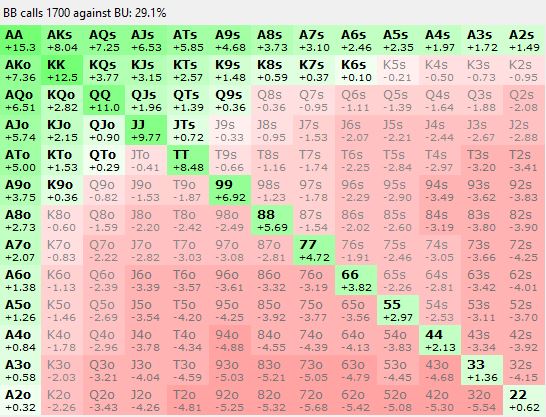 BB calls 1700 against BU: 29.1%
AA AKs AQs AJs ATs A9s A8s A7s A6s A5s A4s A3s A2s
+15.3 +8.04 +7.25 +6.53 +5.85 +4.68 +3.73 +3.10 +2.46 +2.35 +1.97 +1.72 +1.49
AKo KK KQs KJs KTs K9s K8s K7s K6s K5s K4s K3s K2s
+7.36 +12.5 +3.77 +3.15 +2.57 +1.48 +0.59 +0.37 +0.10 -0.21 -0.50 -0.73 -0.95
AQo KQo QQ QJs QTs Q9s Q8s Q7s Q6s Q5s Q4s Q3s Q2s
+6.51 +2.82 +11.0 +1.96 +1.39 +0.36 -0.36 -0.95 -1.11 -1.39 -1.64 -1.88 -2.08
AJo KJo QJo JJ JTs J9s J8s J7s J6s J5s J4s J3s J2s
+5.74 +2.15 +0.90 +9.77 +0.72 -0.33 -0.95 -1.53 -2.07 -2.21 -2.44 -2.67 -2.88
ATo KTo QTo JTo TT T9s T8s T7s T6s T5s T4s T3s T2s
+5.00 +1.53 +0.29 -0.41 +8.48 -0.66 -1.16 -1.74 -2.25 -2.84 -2.97 -3.20 -3.41
A9o K9o Q9o J9o T9o 99 98s 97s 96s 95s 94s 93s 92s
+3.75 +0.36 -0.82 -1.53 -1.87 +6.92 -1.23 -1.78 -2.29 -2.90 -3.49 -3.62 -3.83
A8o K8o Q8o J8o T8o 98o 88 87s 86s 85s 84s 83s 82s
+2.73 -0.60 -1.59 -2.20 -2.42 -2.49 +5.69 -1.54 -2.02 -2.60 -3.19 -3.80 -3.90
A7o K7o Q7o J7o T7o 97o 87o 77 76s 75s 74s 73s 72s
+2.07 -0.83 -2.22 -2.82 -3.03 -3.08 -2.81 +4.72 -1.91 -2.46 -3.05 -3.66 -4.25
A6o K6o Q6o J6o T6o 96o 86o 76o 66 65s 64s 63s 62s
+1.38 -1.13 -2.39 -3.39 -3.57 -3.61 -3.32 -3.19 +3.82 -2.26 -2.81 -3.42 -4.01
A5o K5o Q5o J5o T5o 95o 85o 75o 65o 55 54s 53s 52s
+1.26 -1.46 -2.69 -3.54 -4.20 -4.25 -3.92 -3.77 -3.56 +2.97 -2.53 -3.11 -3.70
A4o K4o Q4o J4o T4o 94o 84o 74o 64o 54o 44 43s 42s
+0.84 -1.78 -2.96 -3.78 -4.34 -4.88 -4.55 -4.39 -4.13 -3.83 +2.13 -3.34 -3.92
A3o K3o Q3o J3o T3o 93o 83o 73o 63o 53o 43o 33 32s
+0.58 -2.03 -3.21 -4.04 -4.59 -5.03 -5.21 -5.05 -4.79 -4.45 -4.68 +1.36 -4.15
A2o K2o Q2o J2o T2o 92o 82o 72o 62o 52o 42o 32o 22
+0.32 -2.26 -3.43 -4.26 -4.81 -5.25 -5.32 -5.68 -5.42 -5.08 -5.30 -5.54 +0.62